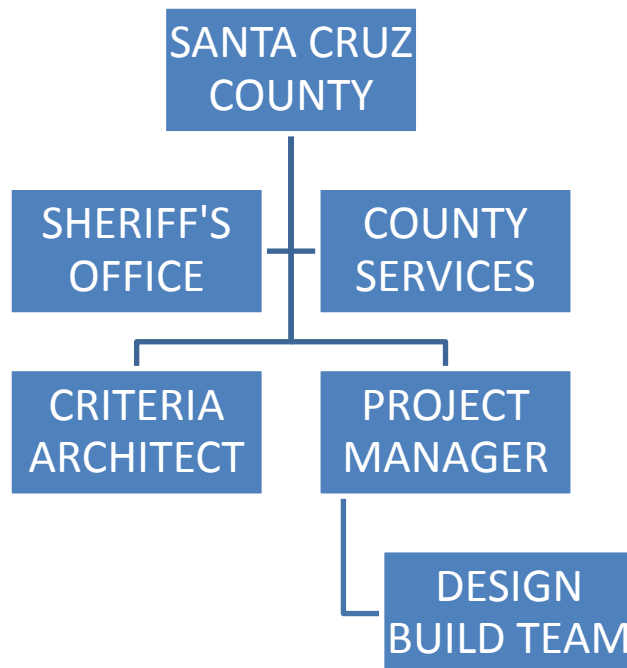 SANTA CRUZ
COUNTY
SHERIFF'S
OFFICE
COUNTY
SERVICES
CRITERIA
ARCHITECT
PROJECT
MANAGER
DESIGN
BUILD TEAM